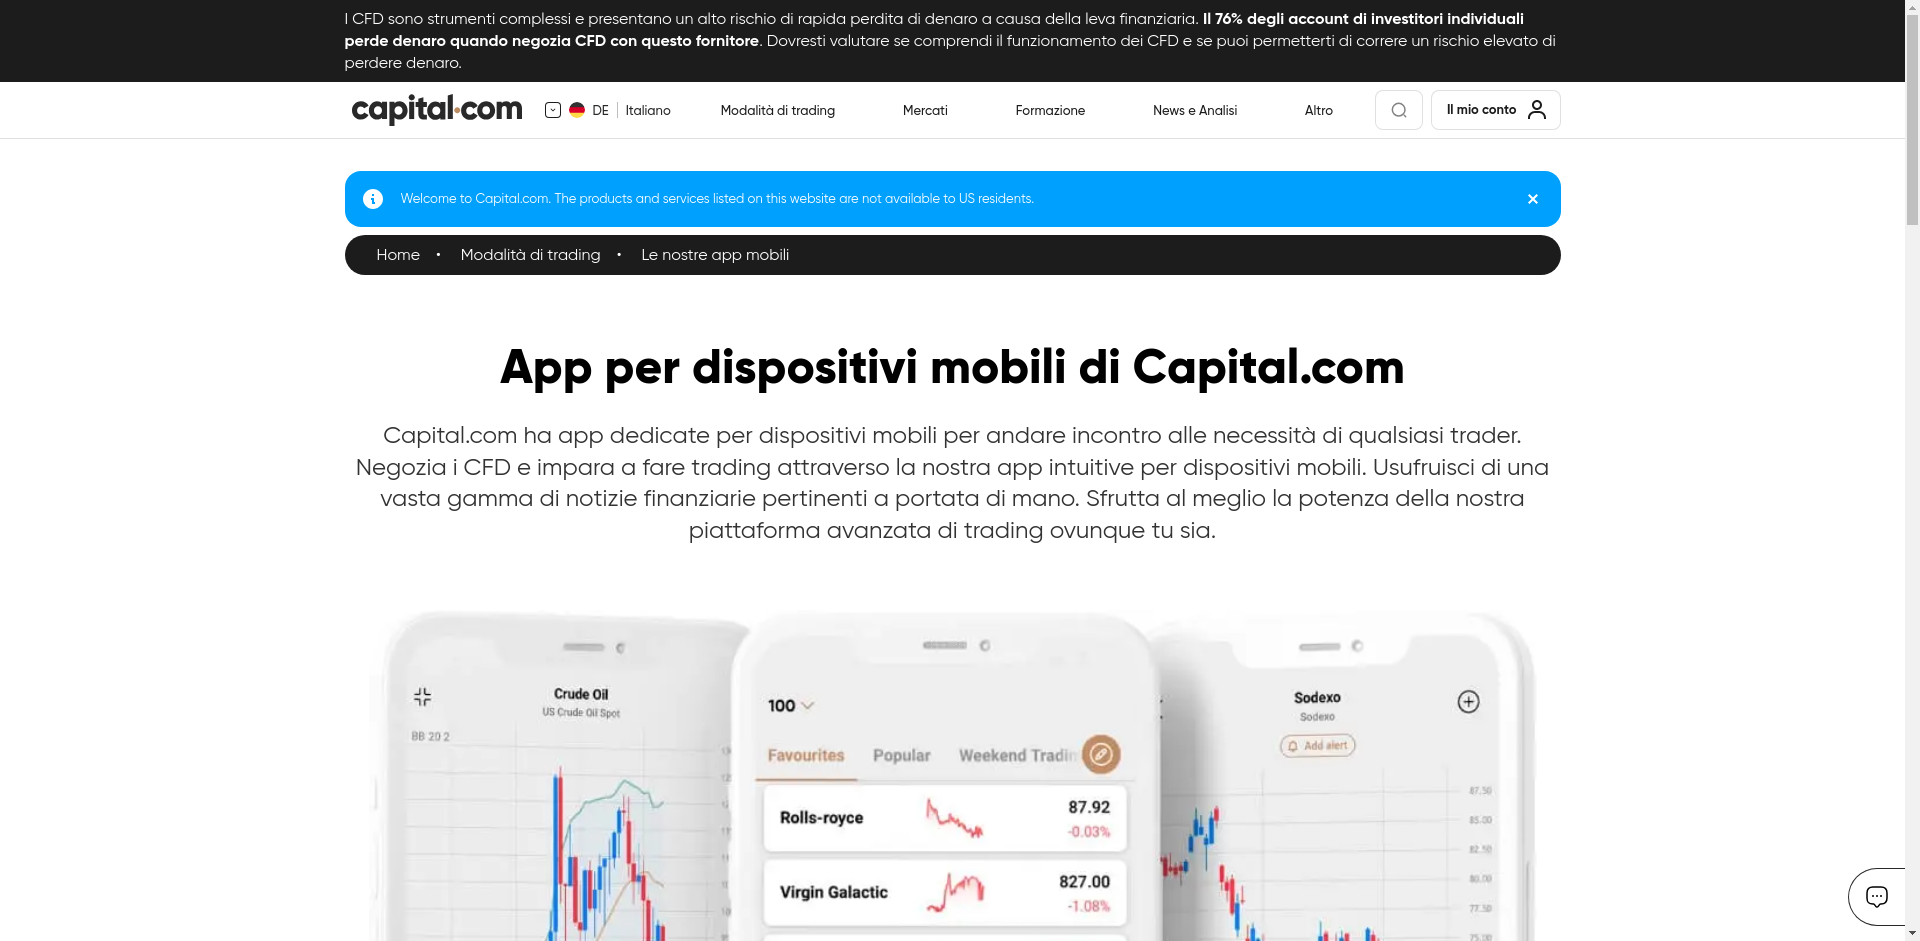 I CFD sono strumenti complessi e presentano un alto rischio di rapida perdita di denaro a causa della leva finanziaria. Il 76% degli account di investitori individuali
perde denaro quando negozia CFD con questo fornitore. Dovresti valutare se comprendi il funzionamento dei CFD e se puoi permetterti di correre un rischio elevato di
perdere denaro.
capital.com DE Italiano Modalità di trading Mercati Formazione News e Analisi Altro Il mio conto
Welcome to Capital.com. The products and services listed on this website are not available to US residents.
Home • Modalità di trading • Le nostre app mobili
App per dispositivi mobili di Capital.com
Capital.com ha app dedicate per dispositivi mobili per andare incontro alle necessità di qualsiasi trader.
Negozia i CFD e impara a fare trading attraverso la nostra app intuitive per dispositivi mobili. Usufruisci di una
vasta gamma di notizie finanziarie pertinenti a portata di mano. Sfrutta al meglio la potenza della nostra
piattaforma avanzata di trading ovunque tu sia.
Crude Oil
US Crude Oil Spot
BB 20 2
100
Favourites Popular Weekend Tradin
Rolls-royce 87.92
-0.03%
Virgin Galactic 827.00
-1.08%
Sodexo
Sodexo
Add alert
87.50
85.00
82.50
80.00
77.50
75.00